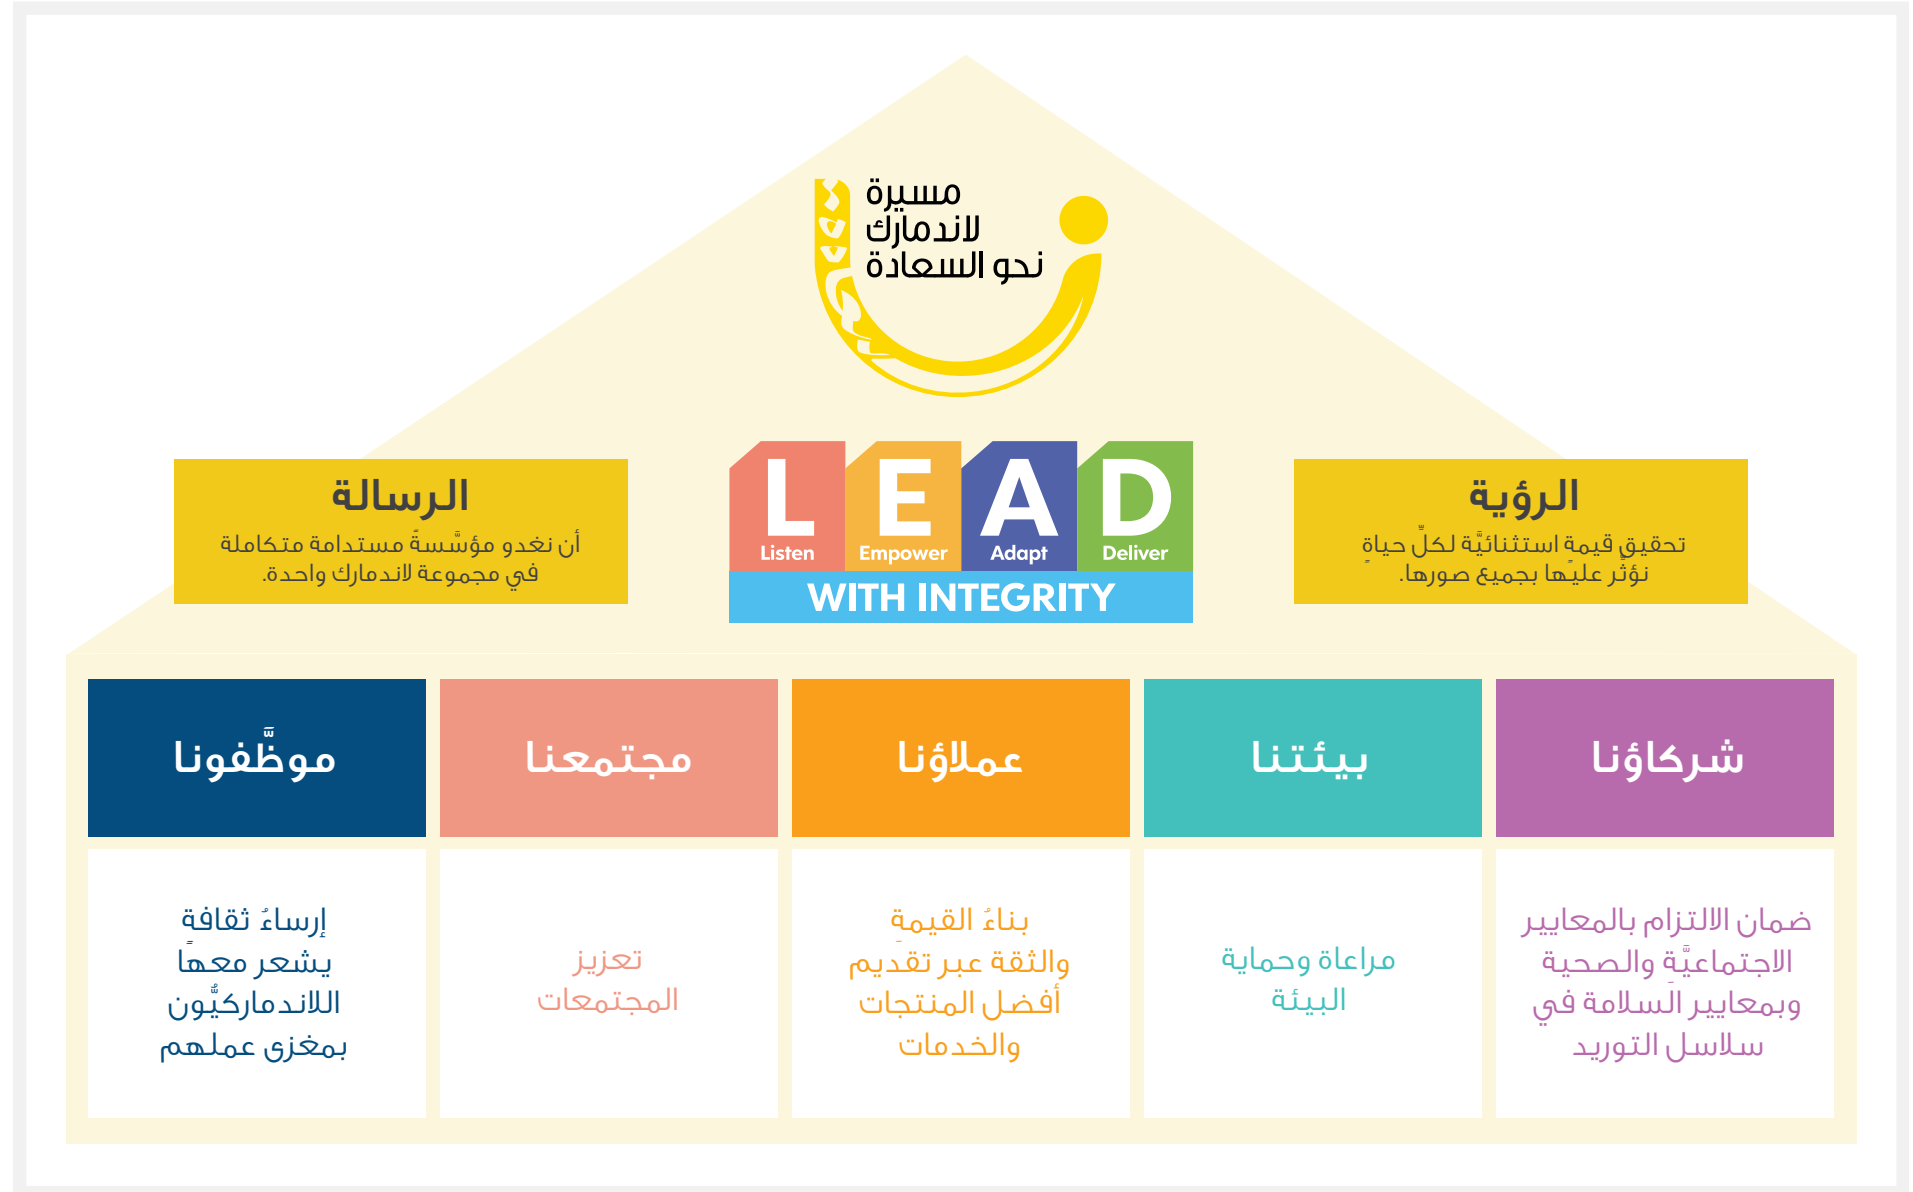 مسيرة
لاندمارك
نحو السعادة
الرؤية
تحقيق قيمة استثنائيَّة لكلِّ حياةٍ
نؤثِّر عليها بجميع صورها.
L E A D
Listen Empower Adapt Deliver
WITH INTEGRITY
الرسالة
أن نغدو مؤسَّسةً مستدامة متكاملة
في مجموعة لاندمارك واحدة.
شركاؤنا
ضمان الالتزام بالمعايير
الاجتماعيَّة والصحية
وبمعايير السلامة في
سلاسل التوريد
بيئتنا
مراعاة وحماية
البيئة
عملاؤنا
بناءُ القيمة
والثقة عبر تقديم
أفضل المنتجات
والخدمات
مجتمعنا
تعزيز
المجتمعات
موظَّفونا
إرساءُ ثقافة
يشعر معها
اللاندماركيُّون
بمغزى عملهم